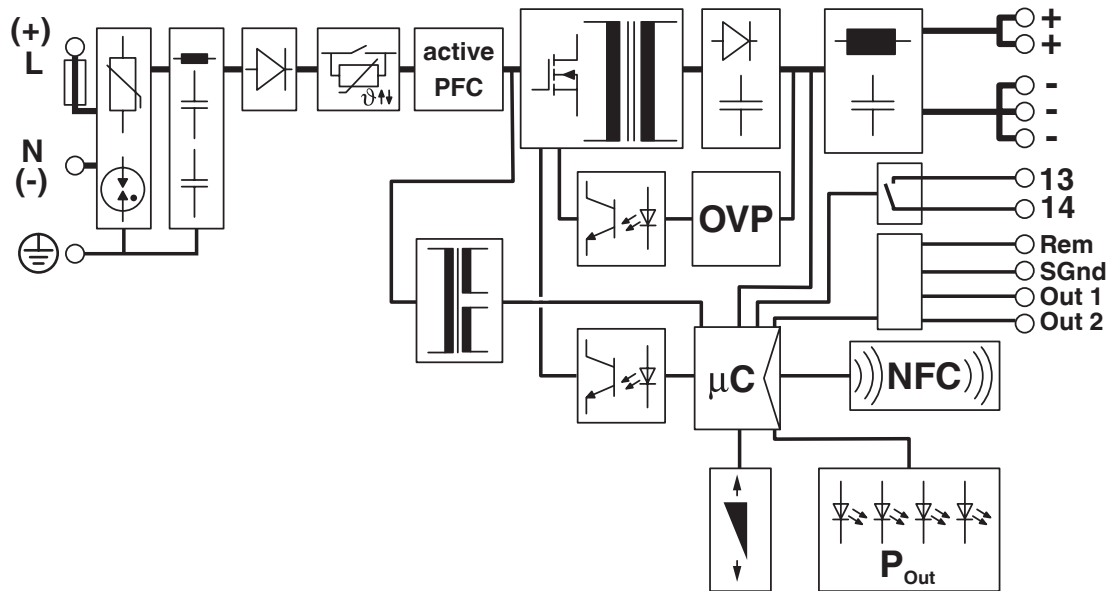 (+)
L
N
(-)
ϑ
active
PFC
+
+
-
-
-
13
14
OVP
Rem
SGnd
Out 1
Out 2
μC
NFC
P Out